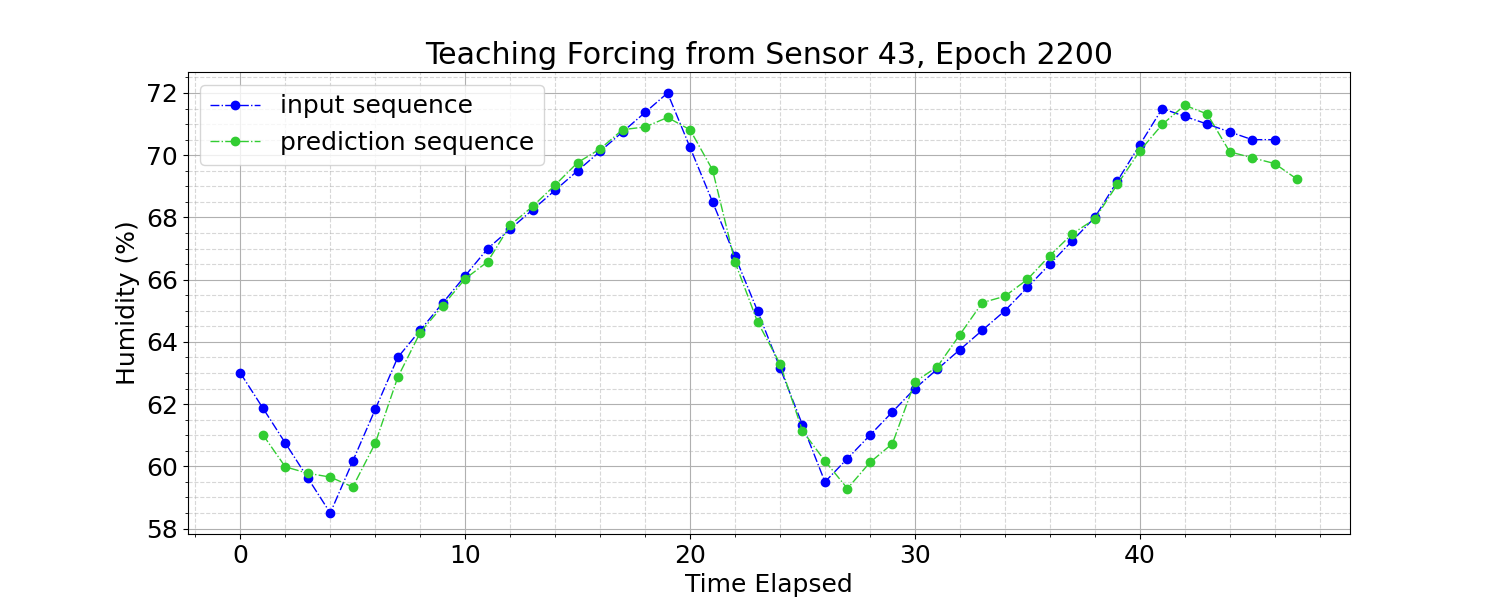 Teaching Forcing from Sensor 43, Epoch 2200
input sequence
prediction sequence
Humidity (%)
72
70
68
66
64
62
60
58
0 10 20 30 40
Time Elapsed